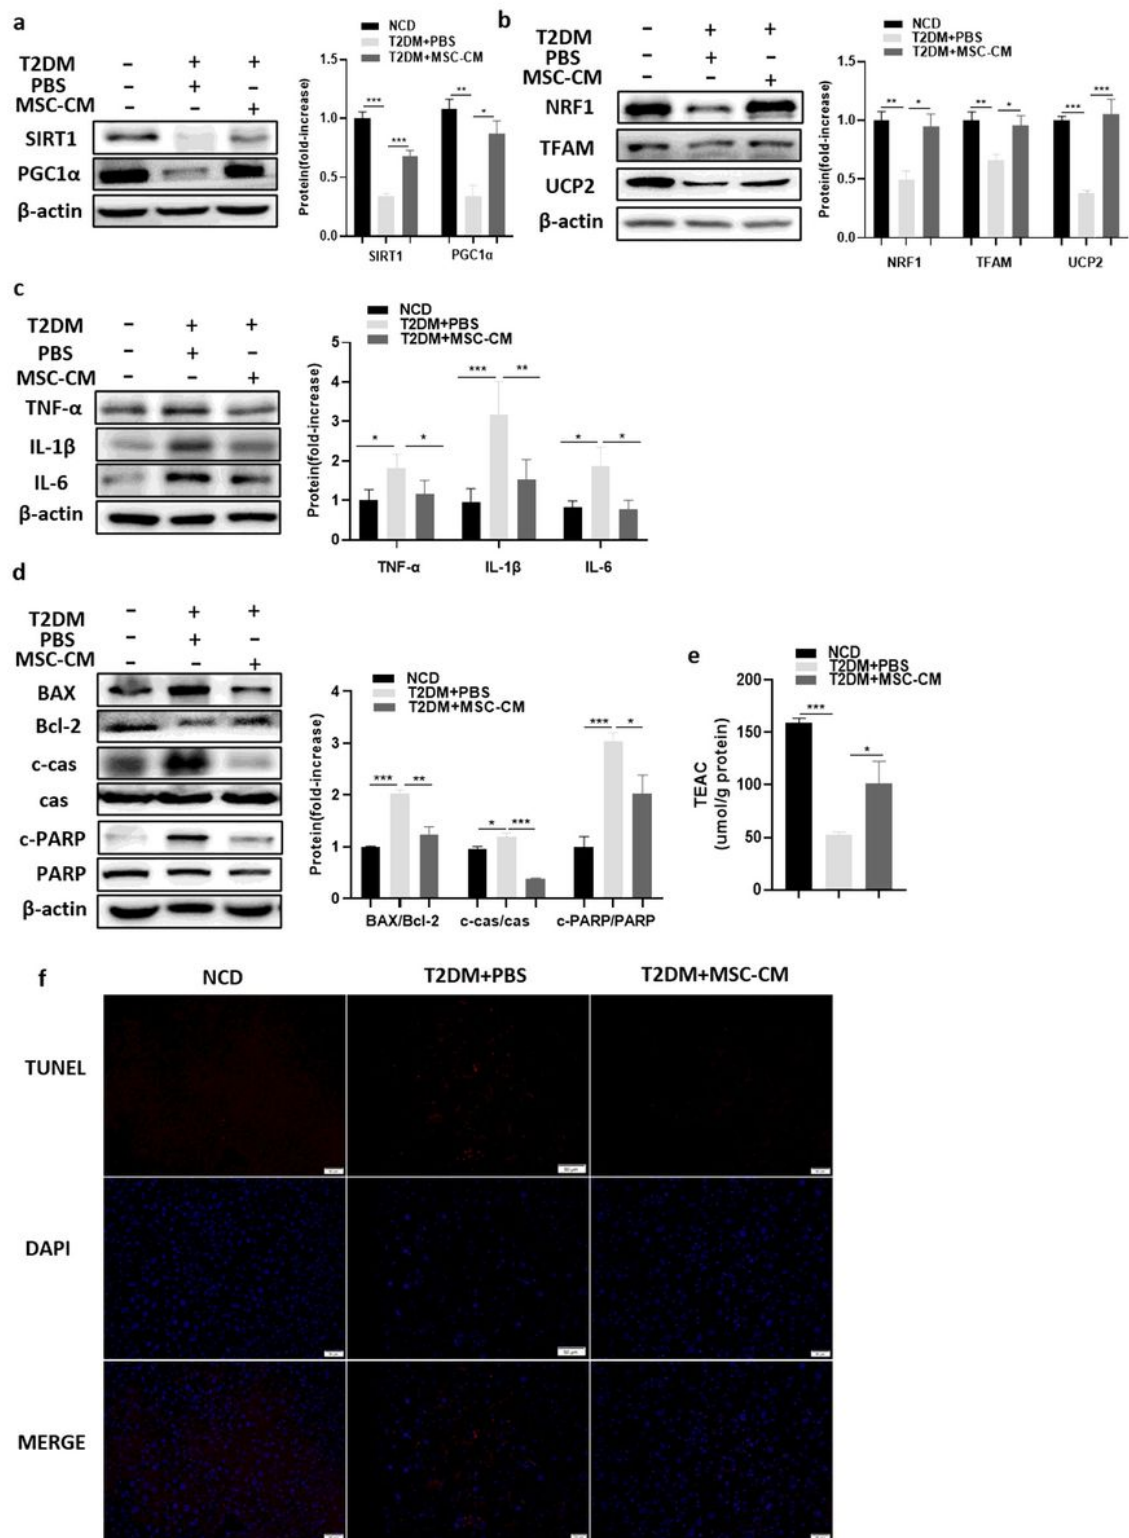 a
T2DM - + +
PBS - + -
MSC-CM - - +
SIRT1
PGC1α
β-actin
NCD
T2DM+PBS
T2DM+MSC-CM
Protein(fold-increase)
1.5
1.0
0.5
0.0
***
***
**
*
SIRT1 PGC1α
b
T2DM - + +
PBS - + -
MSC-CM - - +
NRF1
TFAM
UCP2
β-actin
NCD
T2DM+PBS
T2DM+MSC-CM
Protein(fold-increase)
1.5
1.0
0.5
0.0
** * ** * *** ***
NRF1 TFAM UCP2
c
T2DM - + +
PBS - + -
MSC-CM - - +
TNF-α
IL-1β
IL-6
β-actin
NCD
T2DM+PBS
T2DM+MSC-CM
Protein(fold-increase)
5
4
3
2
1
0
* * *** ** * *
TNF-α IL-1β IL-6
d
T2DM - + +
PBS - + -
MSC-CM - - +
BAX
Bcl-2
c-cas
cas
c-PARP
PARP
β-actin
NCD
T2DM+PBS
T2DM+MSC-CM
Protein(fold-increase)
4
3
2
1
0
*** ** * *** *** *
BAX/Bcl-2 c-cas/cas c-PARP/PARP
e
NCD
T2DM+PBS
T2DM+MSC-CM
TEAC
(umol/g protein)
200
150
100
50
0
***
*
f
NCD T2DM+PBS T2DM+MSC-CM
TUNEL
50 μm
DAPI
50 μm
MERGE